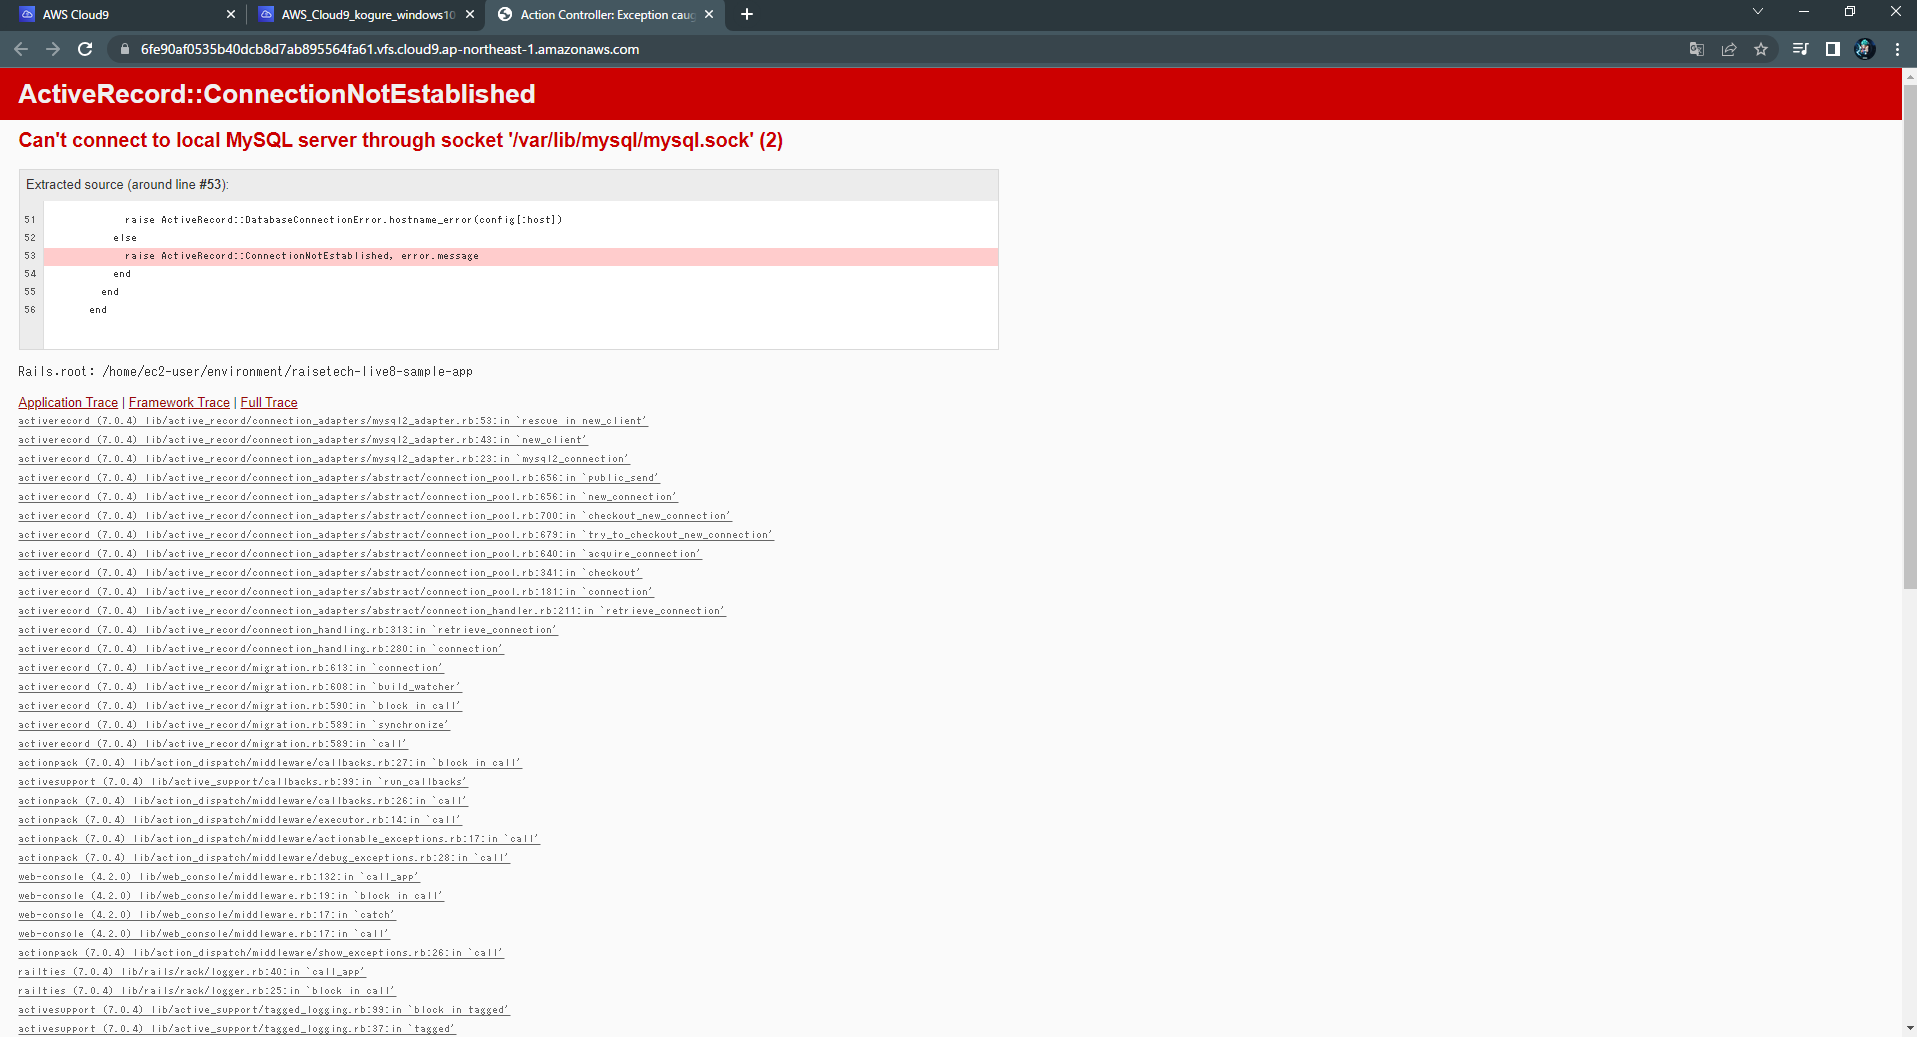 AWS Cloud9
AWS_Cloud9_kogure_windows10
Action Controller: Exception caug
6fe90af0535b40dcb8d7ab895564fa61.vfs.cloud9.ap-northeast-1.amazonaws.com
ActiveRecord::ConnectionNotEstablished
Can't connect to local MySQL server through socket '/var/lib/mysql/mysql.sock' (2)
Extracted source (around line #53):
51 raise ActiveRecord::DatabaseConnectionError.hostname_error(config[:host])
52 else
53 raise ActiveRecord::ConnectionNotEstablished, error.message
54 end
55 end
56 end
Rails.root: /home/ec2-user/environment/raisetech-live8-sample-app
Application Trace | Framework Trace | Full Trace
activerecord (7.0.4) lib/active_record/connection_adapters/mysql2_adapter.rb:53:in `rescue in new_client'
activerecord (7.0.4) lib/active_record/connection_adapters/mysql2_adapter.rb:43:in `new_client'
activerecord (7.0.4) lib/active_record/connection_adapters/mysql2_adapter.rb:23:in `mysql2_connection'
activerecord (7.0.4) lib/active_record/connection_adapters/abstract/connection_pool.rb:656:in `public_send'
activerecord (7.0.4) lib/active_record/connection_adapters/abstract/connection_pool.rb:656:in `new_connection'
activerecord (7.0.4) lib/active_record/connection_adapters/abstract/connection_pool.rb:700:in `checkout_new_connection'
activerecord (7.0.4) lib/active_record/connection_adapters/abstract/connection_pool.rb:679:in `try_to_checkout_new_connection'
activerecord (7.0.4) lib/active_record/connection_adapters/abstract/connection_pool.rb:640:in `acquire_connection'
activerecord (7.0.4) lib/active_record/connection_adapters/abstract/connection_pool.rb:341:in `checkout'
activerecord (7.0.4) lib/active_record/connection_adapters/abstract/connection_pool.rb:181:in `connection'
activerecord (7.0.4) lib/active_record/connection_adapters/abstract/connection_handler.rb:211:in `retrieve_connection'
activerecord (7.0.4) lib/active_record/connection_handling.rb:313:in `retrieve_connection'
activerecord (7.0.4) lib/active_record/connection_handling.rb:280:in `connection'
activerecord (7.0.4) lib/active_record/migration.rb:613:in `connection'
activerecord (7.0.4) lib/active_record/migration.rb:608:in `build_watcher'
activerecord (7.0.4) lib/active_record/migration.rb:590:in `block in call'
activerecord (7.0.4) lib/active_record/migration.rb:589:in `synchronize'
activerecord (7.0.4) lib/active_record/migration.rb:589:in `call'
actionpack (7.0.4) lib/action_dispatch/middleware/callbacks.rb:27:in `block in call'
activesupport (7.0.4) lib/active_support/callbacks.rb:99:in `run_callbacks'
actionpack (7.0.4) lib/action_dispatch/middleware/callbacks.rb:26:in `call'
actionpack (7.0.4) lib/action_dispatch/middleware/executor.rb:14:in `call'
actionpack (7.0.4) lib/action_dispatch/middleware/actionable_exceptions.rb:17:in `call'
actionpack (7.0.4) lib/action_dispatch/middleware/debug_exceptions.rb:28:in `call'
web-console (4.2.0) lib/web_console/middleware.rb:132:in `call_app'
web-console (4.2.0) lib/web_console/middleware.rb:19:in `block in call'
web-console (4.2.0) lib/web_console/middleware.rb:17:in `catch'
web-console (4.2.0) lib/web_console/middleware.rb:17:in `call'
actionpack (7.0.4) lib/action_dispatch/middleware/show_exceptions.rb:26:in `call'
railties (7.0.4) lib/rails/rack/logger.rb:40:in `call_app'
railties (7.0.4) lib/rails/rack/logger.rb:25:in `block in call'
activesupport (7.0.4) lib/active_support/tagged_logging.rb:99:in `block in tagged'
activesupport (7.0.4) lib/active_support/tagged_logging.rb:37:in `tagged'